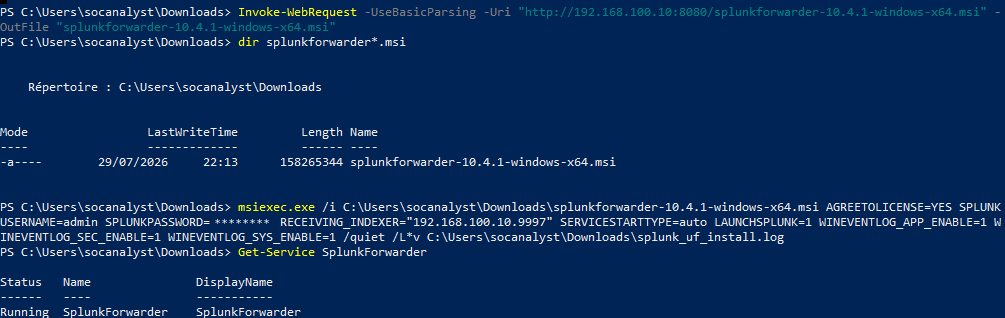 PS C:\Users\socanalyst\Downloads> Invoke-WebRequest -UseBasicParsing -Uri "http://192.168.100.10:8080/splunkforwarder-10.4.1-windows-x64.msi" -
OutFile "splunkforwarder-10.4.1-windows-x64.msi"
PS C:\Users\socanalyst\Downloads> dir splunkforwarder*.msi
Répertoire : C:\Users\socanalyst\Downloads
Mode                 LastWriteTime         Length Name
----                 -------------         ------ ----
-a----        29/07/2026     22:13      158265344 splunkforwarder-10.4.1-windows-x64.msi
PS C:\Users\socanalyst\Downloads> msiexec.exe /i C:\Users\socanalyst\Downloads\splunkforwarder-10.4.1-windows-x64.msi AGREETOLICENSE=YES SPLUNK
USERNAME=admin SPLUNKPASSWORD= ******** RECEIVING_INDEXER="192.168.100.10.9997" SERVICESTARTTYPE=auto LAUNCHSPLUNK=1 WINEVENTLOG_APP_ENABLE=1 W
INEVENTLOG_SEC_ENABLE=1 WINEVENTLOG_SYS_ENABLE=1 /quiet /L*v C:\Users\socanalyst\Downloads\splunk_uf_install.log
PS C:\Users\socanalyst\Downloads> Get-Service SplunkForwarder
Status   Name               DisplayName
------   ----               -----------
Running  SplunkForwarder    SplunkForwarder